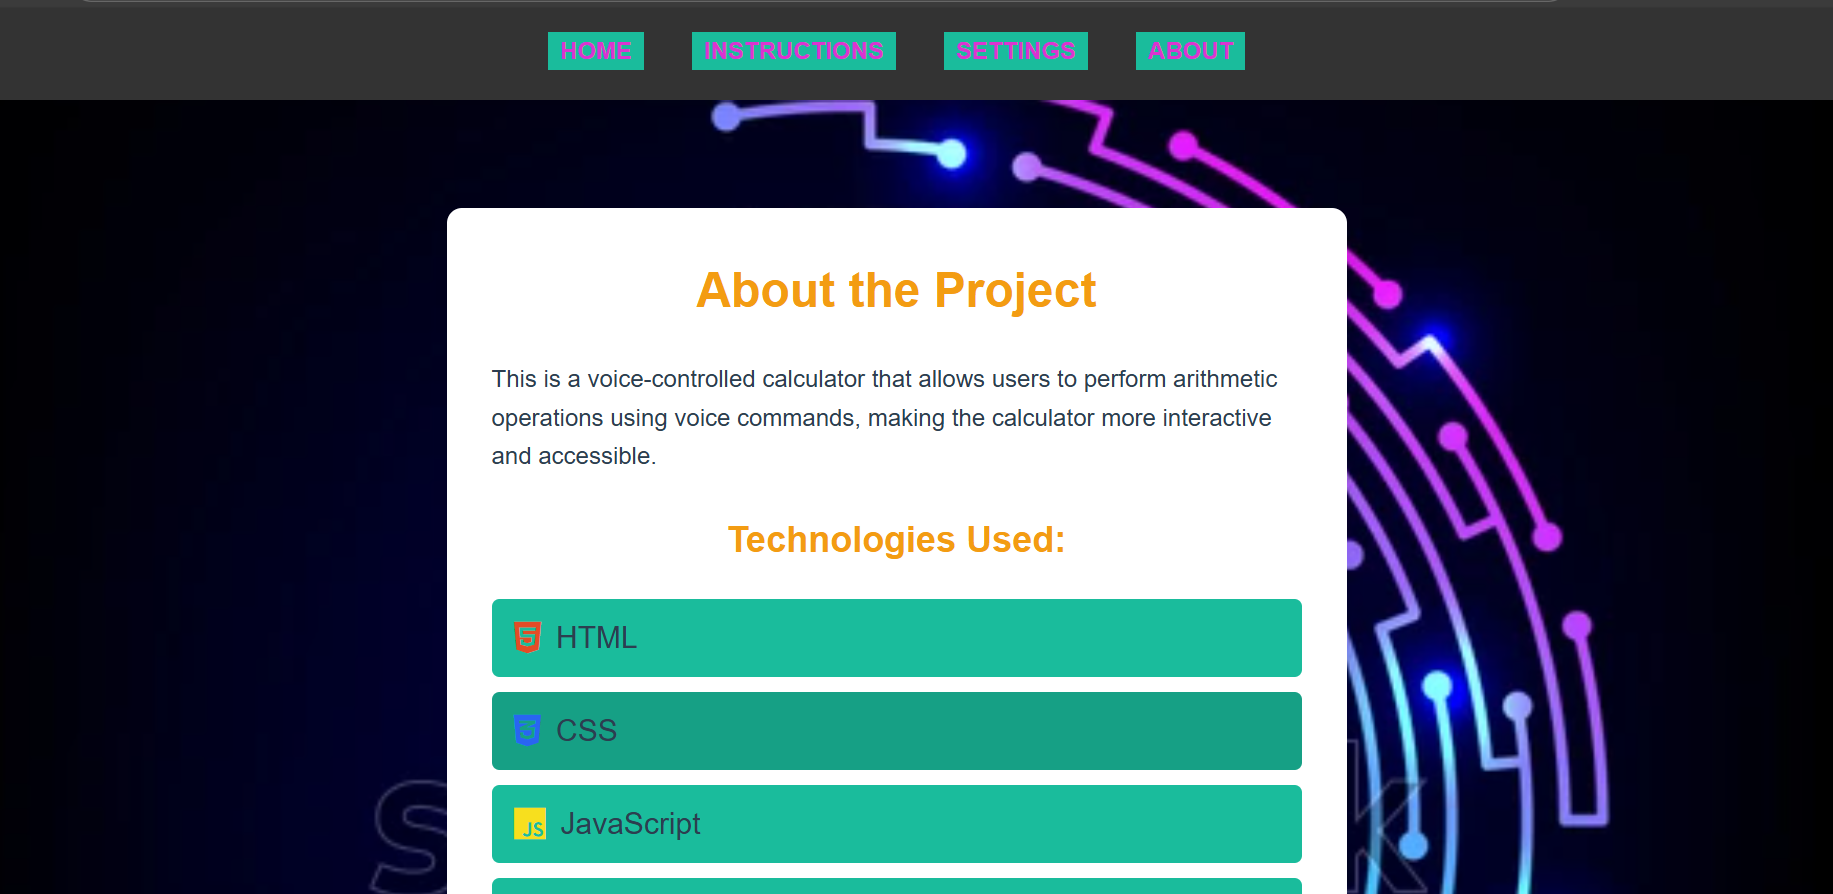 HOME INSTRUCTIONS SETTINGS ABOUT
About the Project
This is a voice-controlled calculator that allows users to perform arithmetic
operations using voice commands, making the calculator more interactive
and accessible.
Technologies Used:
HTML
CSS
JS JavaScript